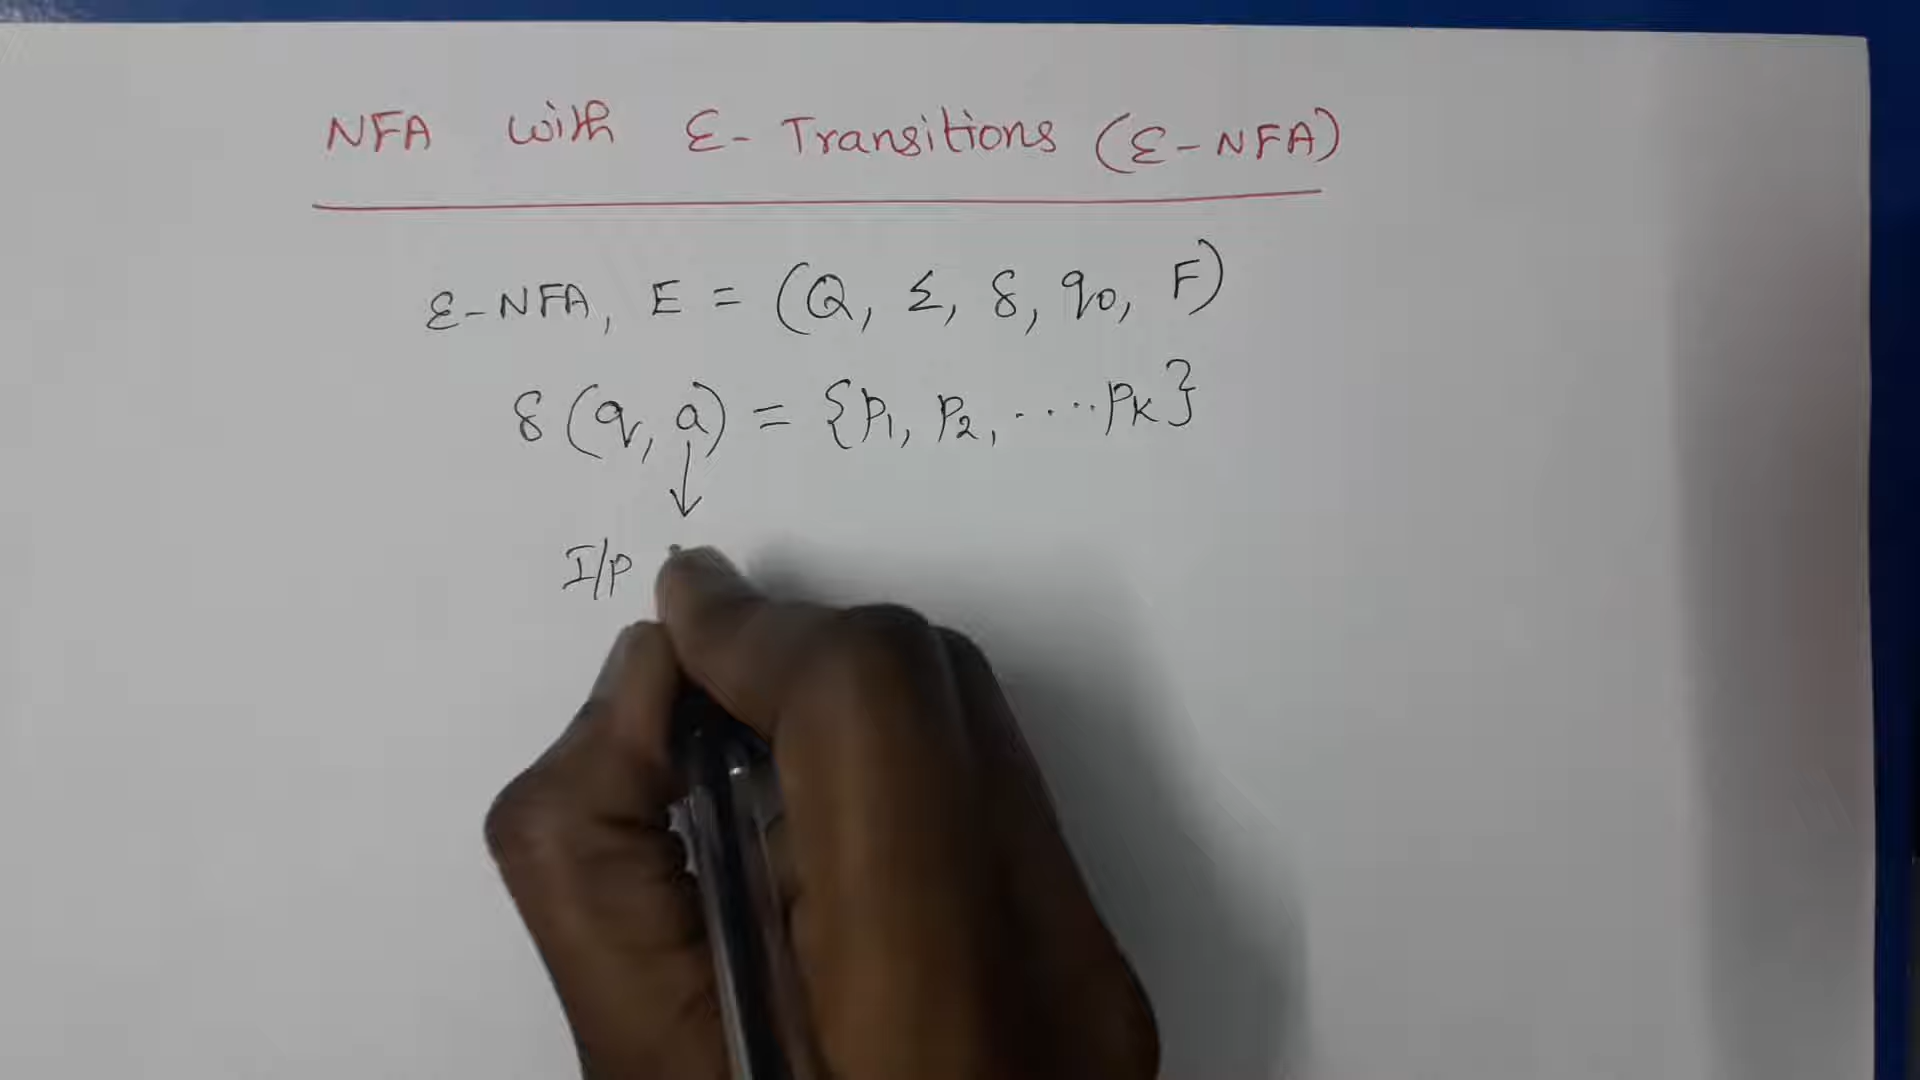 NFA with ε- Transitions (ε-NFA)
ε-NFA, E = (Q, Σ, δ, q0, F)
δ (q, a) = {p1, p2, .....pk}
I/p